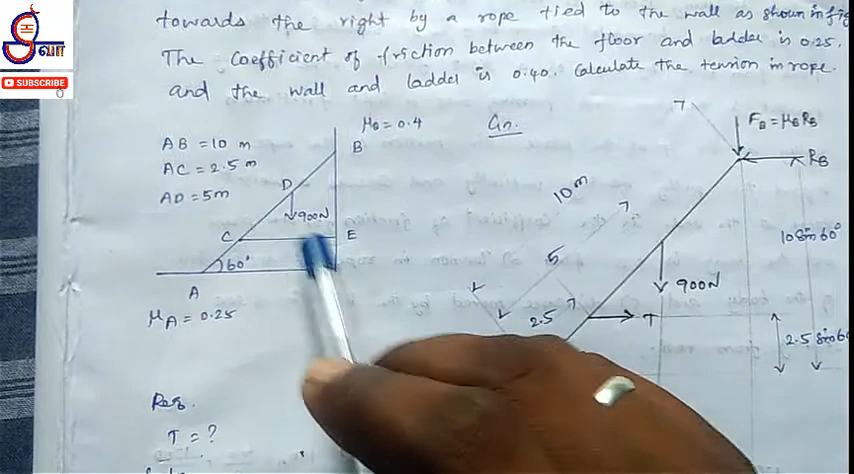 towards the right by a rope tied to the wall as shown in fig
The Coefficient of friction between the floor and ladder is 0.25.
and the wall and ladder is 0.40. Calculate the tension in rope.
SUBSCRIBE
μB = 0.4
Gn.
FB = μB RB
RB
AB = 10 m
AC = 2.5 m
AD = 5m
B
D
900N
C
E
60°
A
μA = 0.25
10m
5
2.5
900N
T
10 sin 60°
2.5 sin 6
Req.
T = ?